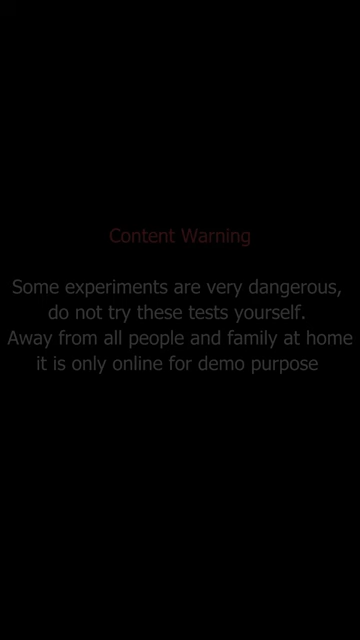 Content Warning
Some experiments are very dangerous,
do not try these tests yourself.
Away from all people and family at home
it is only online for demo purpose